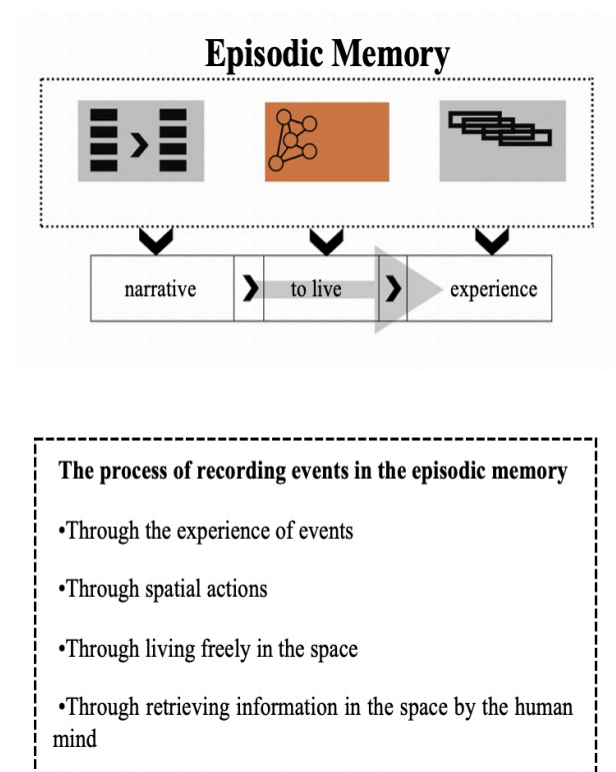 Episodic Memory
narrative
to live
experience
The process of recording events in the episodic memory
•Through the experience of events
•Through spatial actions
•Through living freely in the space
•Through retrieving information in the space by the human
mind